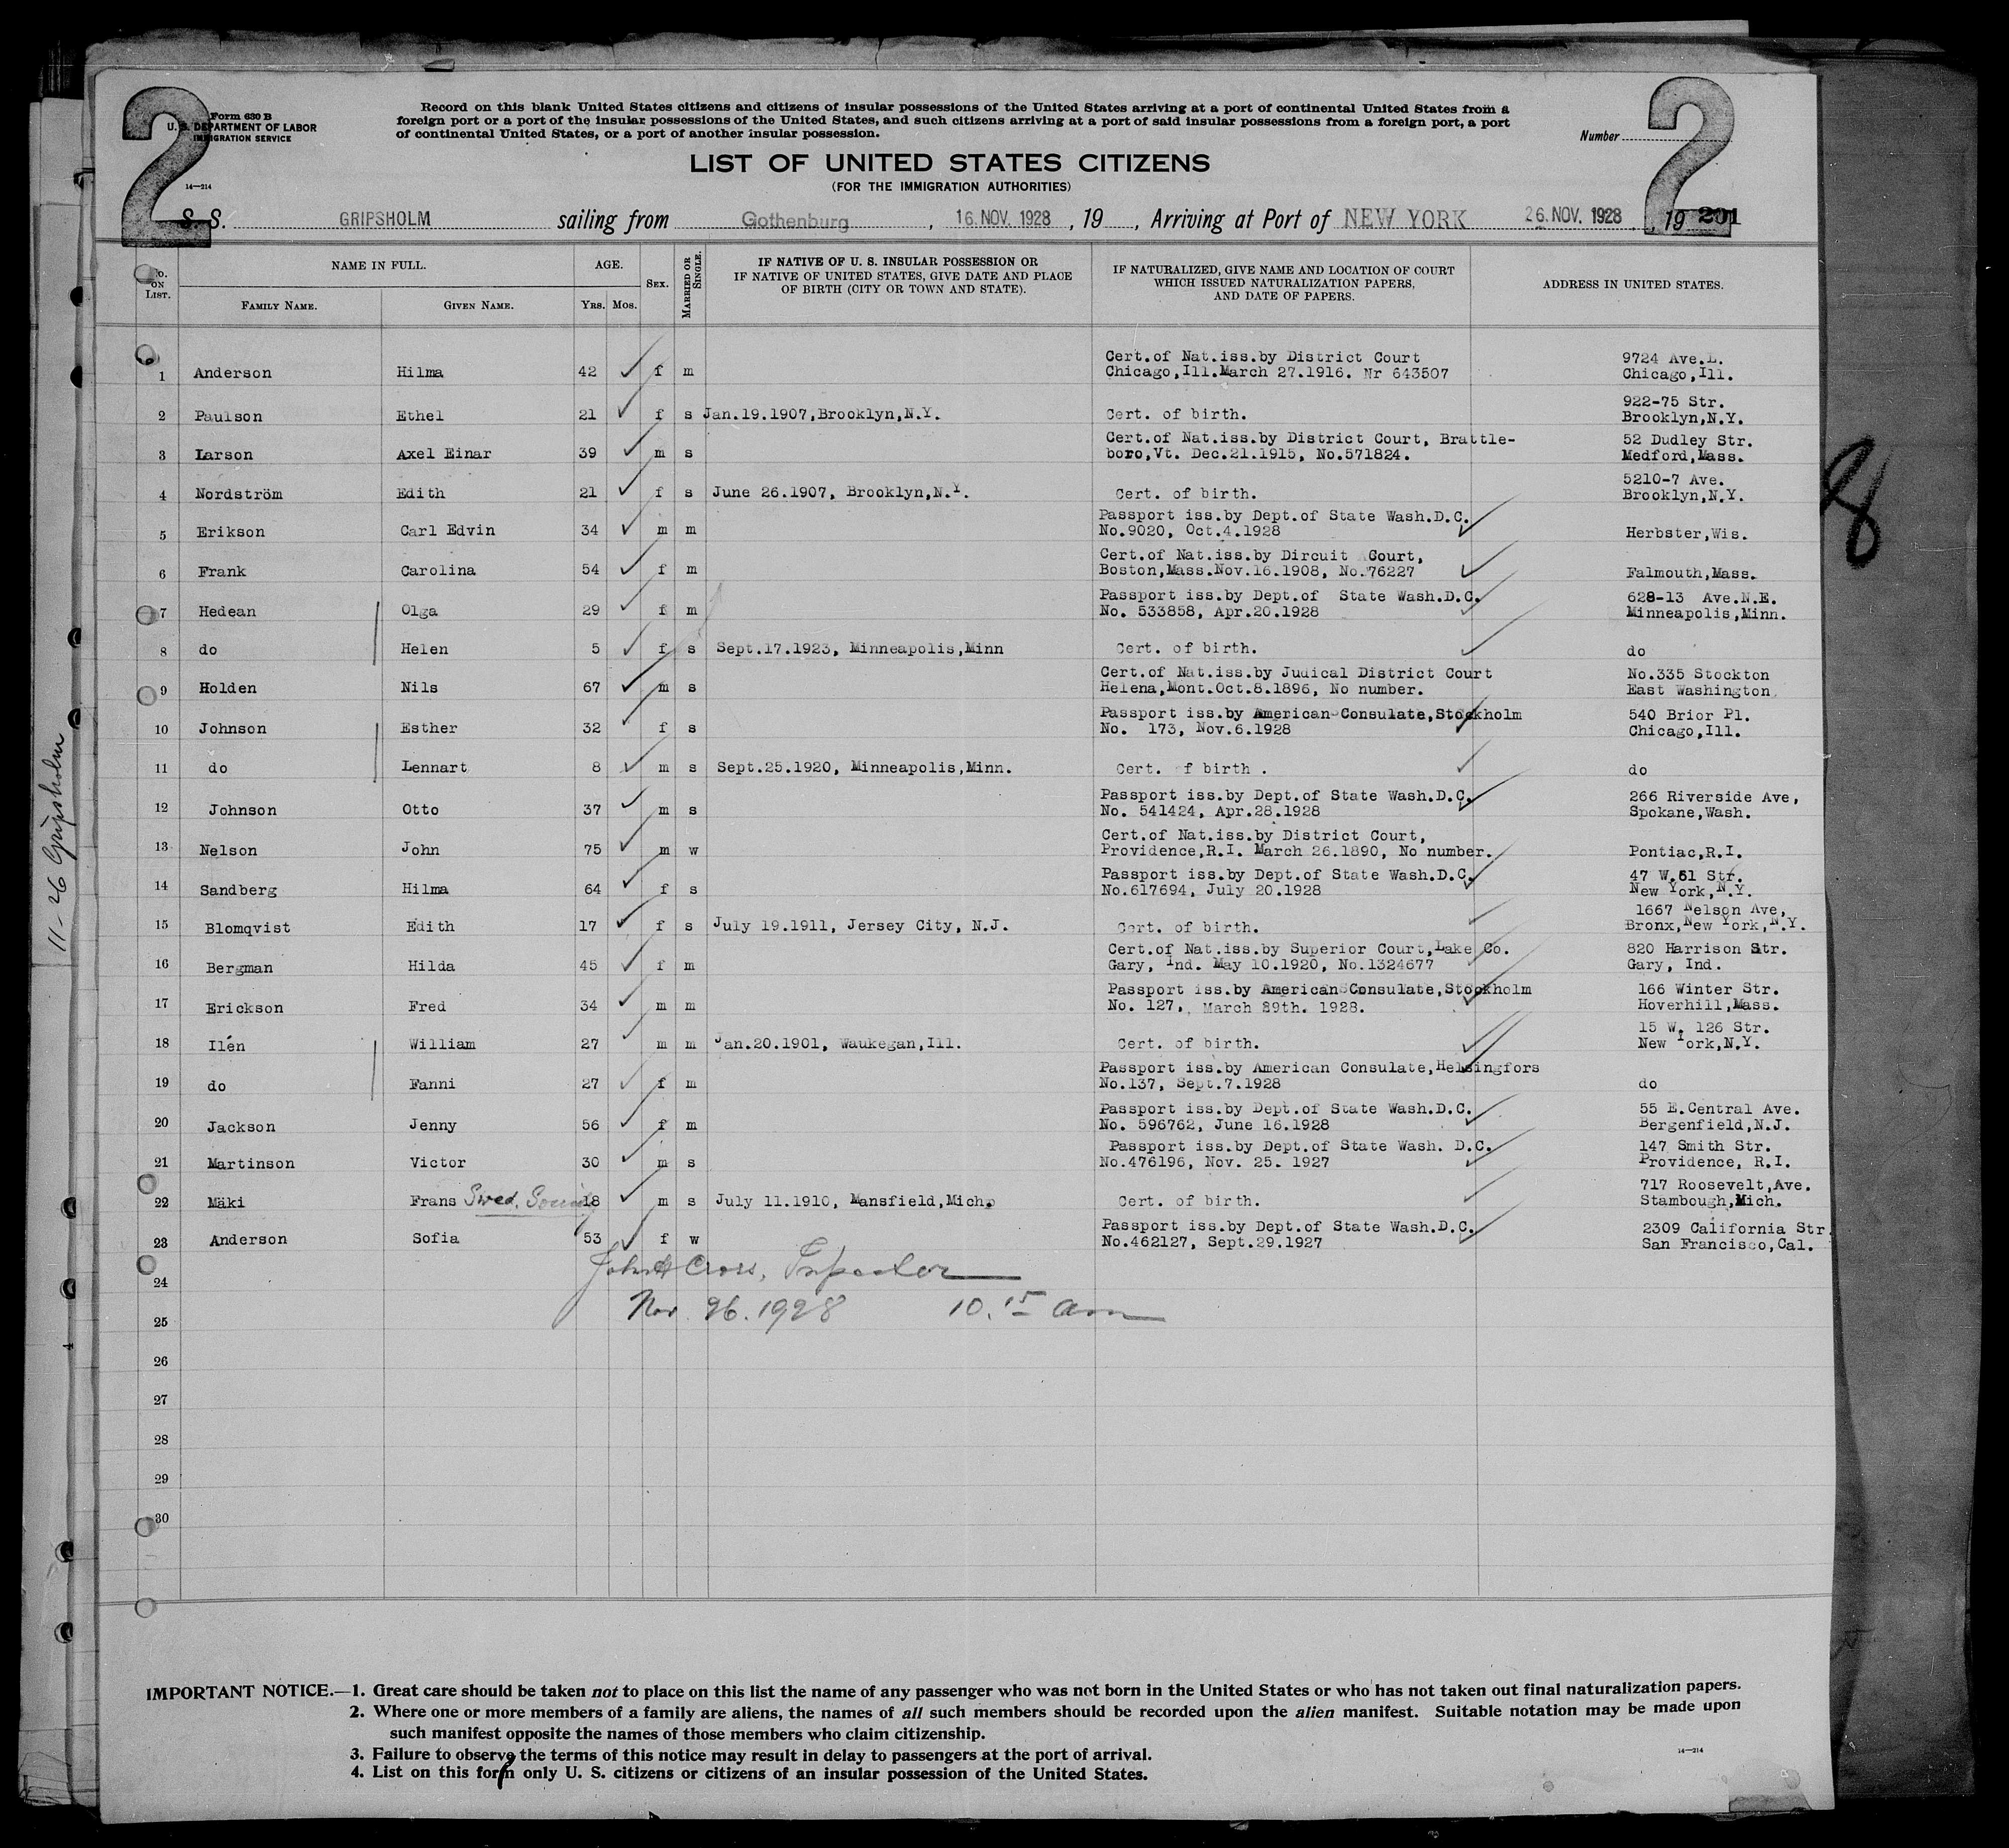 2
2
Form 630 B
U. S. DEPARTMENT OF LABOR
IMMIGRATION SERVICE
14—214
Record on this blank United States citizens and citizens of insular possessions of the United States arriving at a port of continental United States from a
foreign port or a port of the insular possessions of the United States, and such citizens arriving at a port of said insular possessions from a foreign port, a port
of continental United States, or a port of another insular possession.
Number
LIST OF UNITED STATES CITIZENS
(FOR THE IMMIGRATION AUTHORITIES)
S. S. GRIPSHOLM sailing from Gothenburg, 16. NOV. 1928, 19 , Arriving at Port of NEW YORK 26. NOV. 1928, 19 201
No. ON LIST. NAME IN FULL. FAMILY NAME. GIVEN NAME. AGE. YRS. MOS. SEX. MARRIED OR SINGLE. IF NATIVE OF U. S. INSULAR POSSESSION OR IF NATIVE OF UNITED STATES, GIVE DATE AND PLACE OF BIRTH (CITY OR TOWN AND STATE). IF NATURALIZED, GIVE NAME AND LOCATION OF COURT WHICH ISSUED NATURALIZATION PAPERS, AND DATE OF PAPERS. ADDRESS IN UNITED STATES.
Cert.of Nat.iss.by District Court 9724 Ave.L.
1 Anderson Hilma 42 f m Chicago,Ill.March 27.1916. Nr 643507 Chicago,Ill.
922-75 Str.
2 Paulson Ethel 21 f s Jan.19.1907,Brooklyn,N.Y. Cert. of birth. Brooklyn,N.Y.
Cert.of Nat.iss.by District Court, Brattle- 52 Dudley Str.
3 Larson Axel Einar 39 m s boro,Vt. Dec.21.1915, No.571824. Medford,Mass.
5210-7 Ave.
4 Nordström Edith 21 f s June 26.1907, Brooklyn,N.Y. Cert. of birth. Brooklyn,N.Y.
Passport iss.by Dept.of State Wash.D.C.
5 Erikson Carl Edvin 34 m m No.9020, Oct.4.1928 Herbster,Wis.
Cert.of Nat.iss.by Dircuit Court,
6 Frank Carolina 54 f m Boston,Mass.Nov.16.1908, No.76227 Falmouth,Mass.
Passport iss.by Dept.of State Wash.D.C. 628-13 Ave.N.E.
7 Hedean Olga 29 f m No. 533858, Apr.20.1928 Minneapolis,Minn.
8 do Helen 5 f s Sept.17.1923, Minneapolis,Minn Cert. of birth. do
Cert.of Nat.iss.by Judical District Court No.335 Stockton
9 Holden Nils 67 m s Helena,Mont.Oct.8.1896, No number. East Washington
Passport iss.by American Consulate,Stockholm 540 Brior Pl.
10 Johnson Esther 32 f s No. 173, Nov.6.1928 Chicago,Ill.
11 do Lennart 8 m s Sept.25.1920, Minneapolis,Minn. Cert. of birth . do
Passport iss.by Dept.of State Wash.D.C. 266 Riverside Ave,
12 Johnson Otto 37 m s No. 541424, Apr.28.1928 Spokane,Wash.
Cert.of Nat.iss.by District Court,
13 Nelson John 75 m w Providence,R.I. March 26.1890, No number. Pontiac,R.I.
Passport iss.by Dept.of State Wash.D.C. 47 W.61 Str.
14 Sandberg Hilma 64 f s No.617694, July 20.1928 New York,N.Y.
1667 Nelson Ave,
15 Blomqvist Edith 17 f s July 19.1911, Jersey City, N.J. Cert. of birth. Bronx,New York,N.Y.
Cert.of Nat.iss.by Superior Court,Lake Co. 820 Harrison Str.
16 Bergman Hilda 45 f m Gary, Ind. May 10.1920, No.1324677 Gary, Ind.
Passport iss.by American Consulate,Stockholm 166 Winter Str.
17 Erickson Fred 34 m m No. 127, March 29th. 1928. Hoverhill,Mass.
15 W. 126 Str.
18 Ilén William 27 m m Jan.20.1901, Waukegan,Ill. Cert. of birth. New York,N.Y.
Passport iss.by American Consulate,Helsingfors
19 do Fanni 27 f m No.137, Sept.7.1928 do
Passport iss.by Dept.of State Wash.D.C. 55 E.Central Ave.
20 Jackson Jenny 56 f m No. 596762, June 16.1928 Bergenfield,N.J.
Passport iss.by Dept.of State Wash. D.C. 147 Smith Str.
21 Martinson Victor 30 m s No.476196, Nov. 25. 1927 Providence, R.I.
717 Roosevelt,Ave.
22 Mäki Frans Swed. 18 m s July 11.1910, Mansfield,Mich. Cert. of birth. Stambough,Mich.
Passport iss.by Dept.of State Wash.D.C. 2309 California Str.
23 Anderson Sofia 53 f w No.462127, Sept.29.1927 San Francisco,Cal.
24 John H Cross, Inspector
25 Nov. 26. 1928 10.15 am
26
27
28
29
30
11-26 Gripsholm
8
IMPORTANT NOTICE.—1. Great care should be taken not to place on this list the name of any passenger who was not born in the United States or who has not taken out final naturalization papers.
2. Where one or more members of a family are aliens, the names of all such members should be recorded upon the alien manifest. Suitable notation may be made upon
such manifest opposite the names of those members who claim citizenship.
3. Failure to observe the terms of this notice may result in delay to passengers at the port of arrival.
4. List on this form only U. S. citizens or citizens of an insular possession of the United States.
14—214